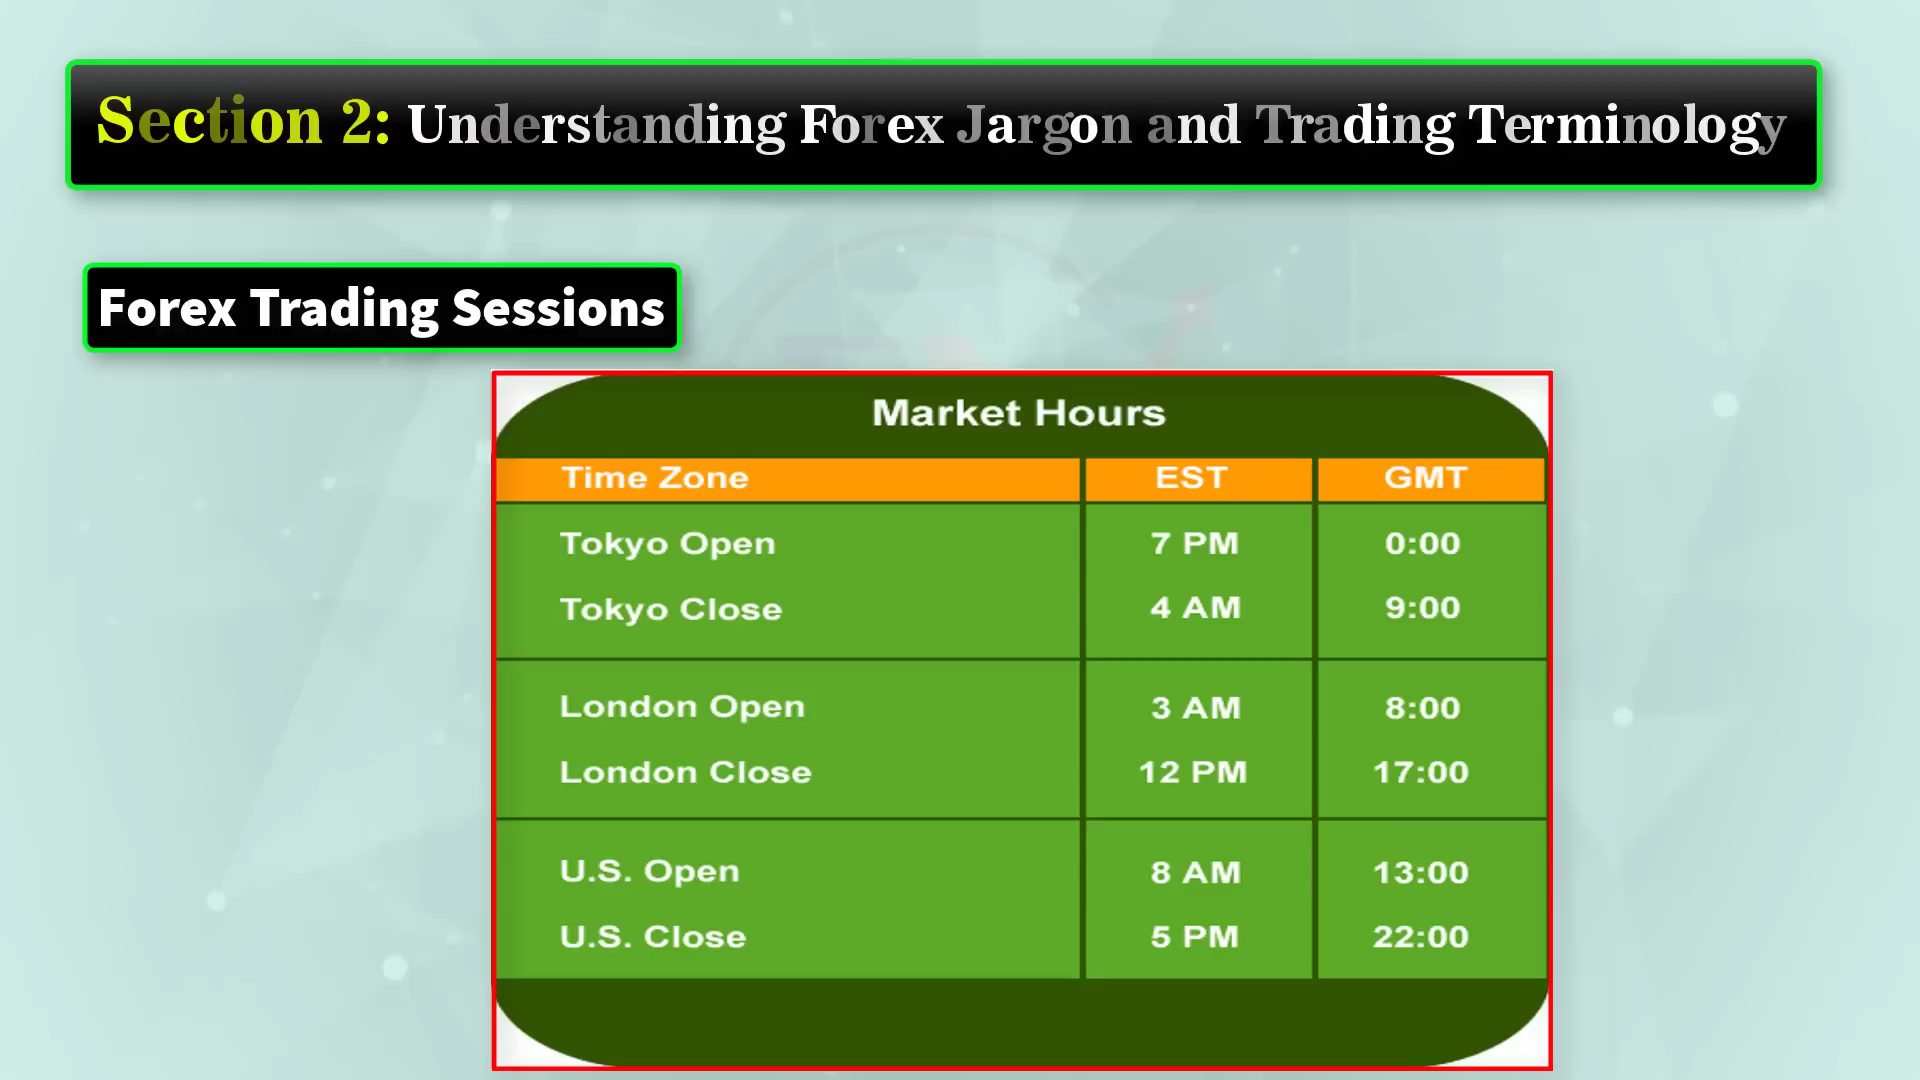 Section 2: Understanding Forex Jargon and Trading Terminology
Forex Trading Sessions
Market Hours
Time Zone EST GMT
Tokyo Open 7 PM 0:00
Tokyo Close 4 AM 9:00
London Open 3 AM 8:00
London Close 12 PM 17:00
U.S. Open 8 AM 13:00
U.S. Close 5 PM 22:00